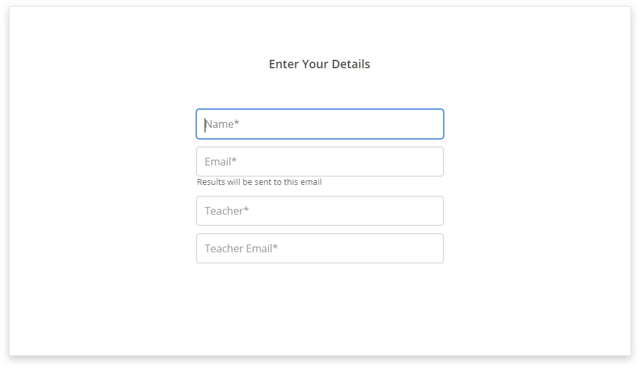 Enter Your Details
Name*
Email*
Results will be sent to this email
Teacher*
Teacher Email*